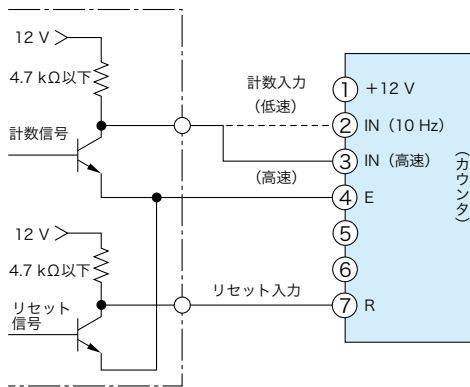 12 V
4.7 kΩ以下
計数信号
12 V
4.7 kΩ以下
リセット
信号
計数入力
（低速）
（高速）
リセット入力
① +12 V
② IN（10 Hz）
③ IN（高速）
④ E
⑤
⑥
⑦ R
（カウンタ）